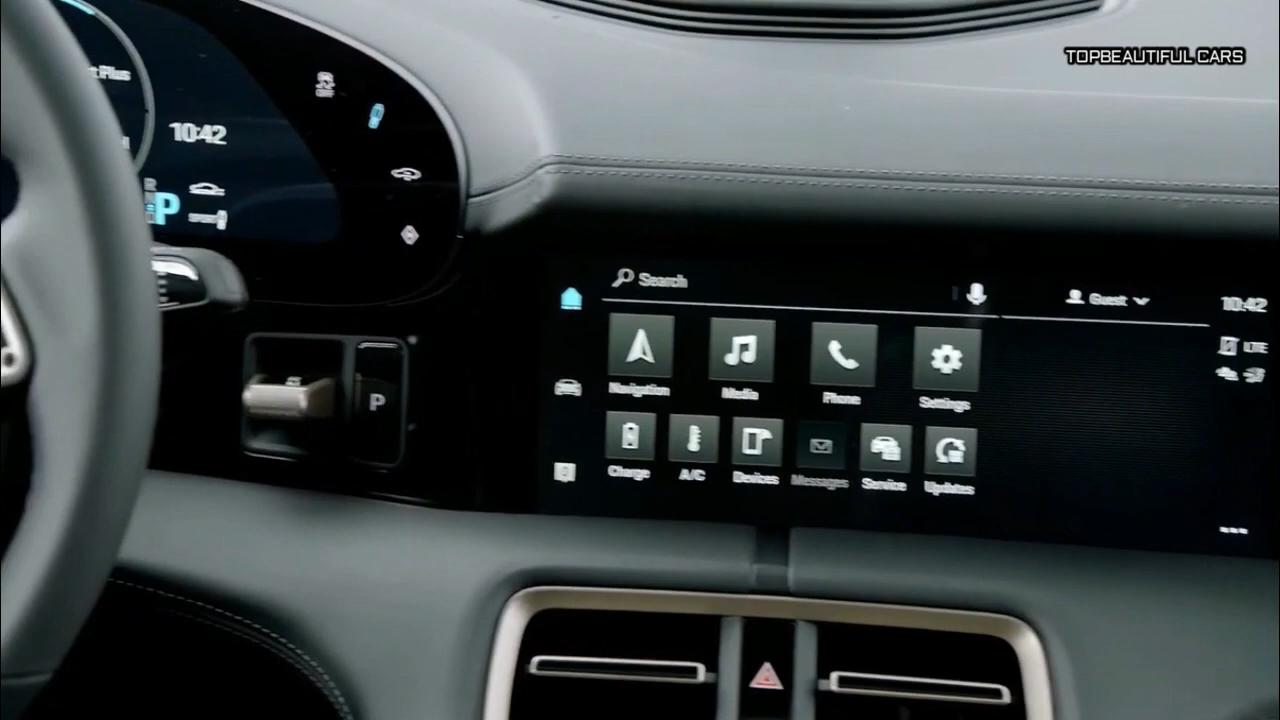 TOPBEAUTIFUL CARS
10:42
P
P
Search
Guest
10:42
LTE
Navigation
Media
Phone
Settings
Charge
A/C
Devices
Messages
Service
Updates